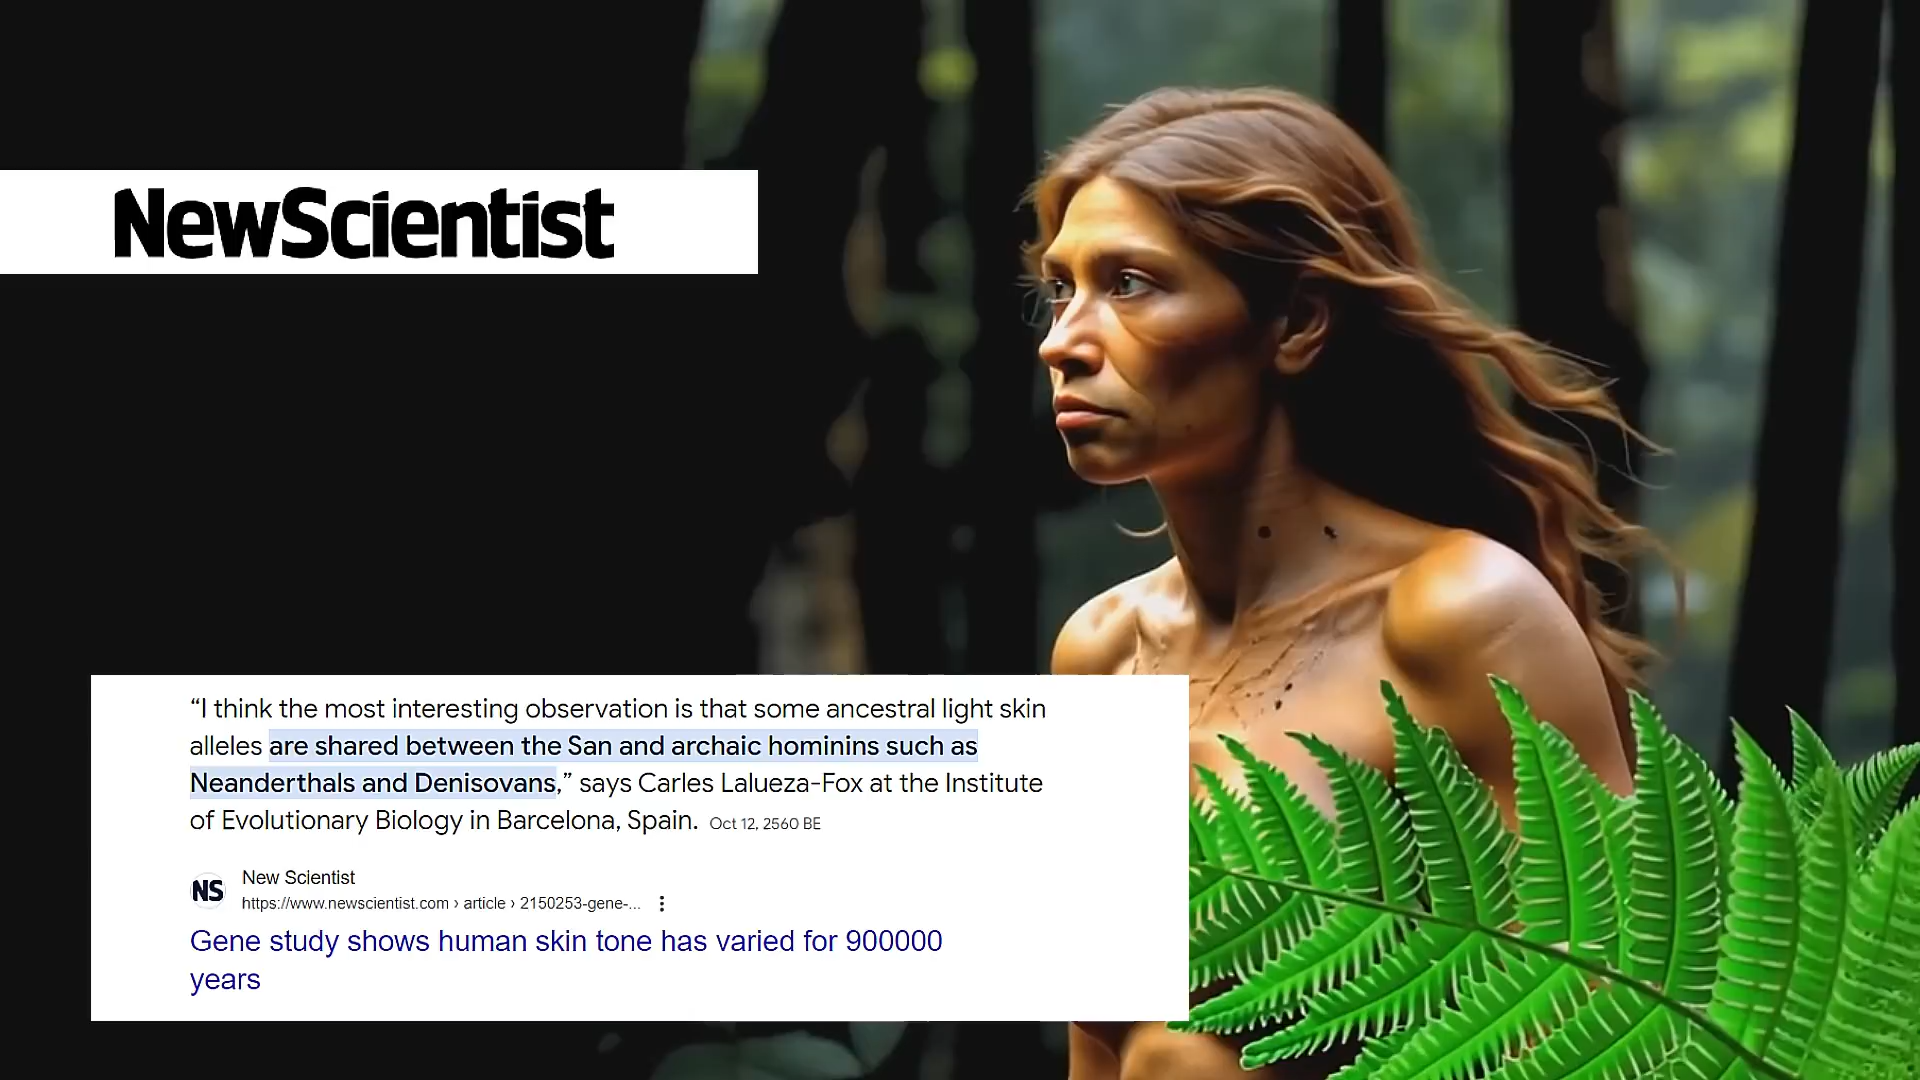 NewScientist
“I think the most interesting observation is that some ancestral light skin
alleles are shared between the San and archaic hominins such as
Neanderthals and Denisovans,” says Carles Lalueza-Fox at the Institute
of Evolutionary Biology in Barcelona, Spain. Oct 12, 2560 BE
NS
New Scientist
https://www.newscientist.com › article › 2150253-gene-...
Gene study shows human skin tone has varied for 900000
years